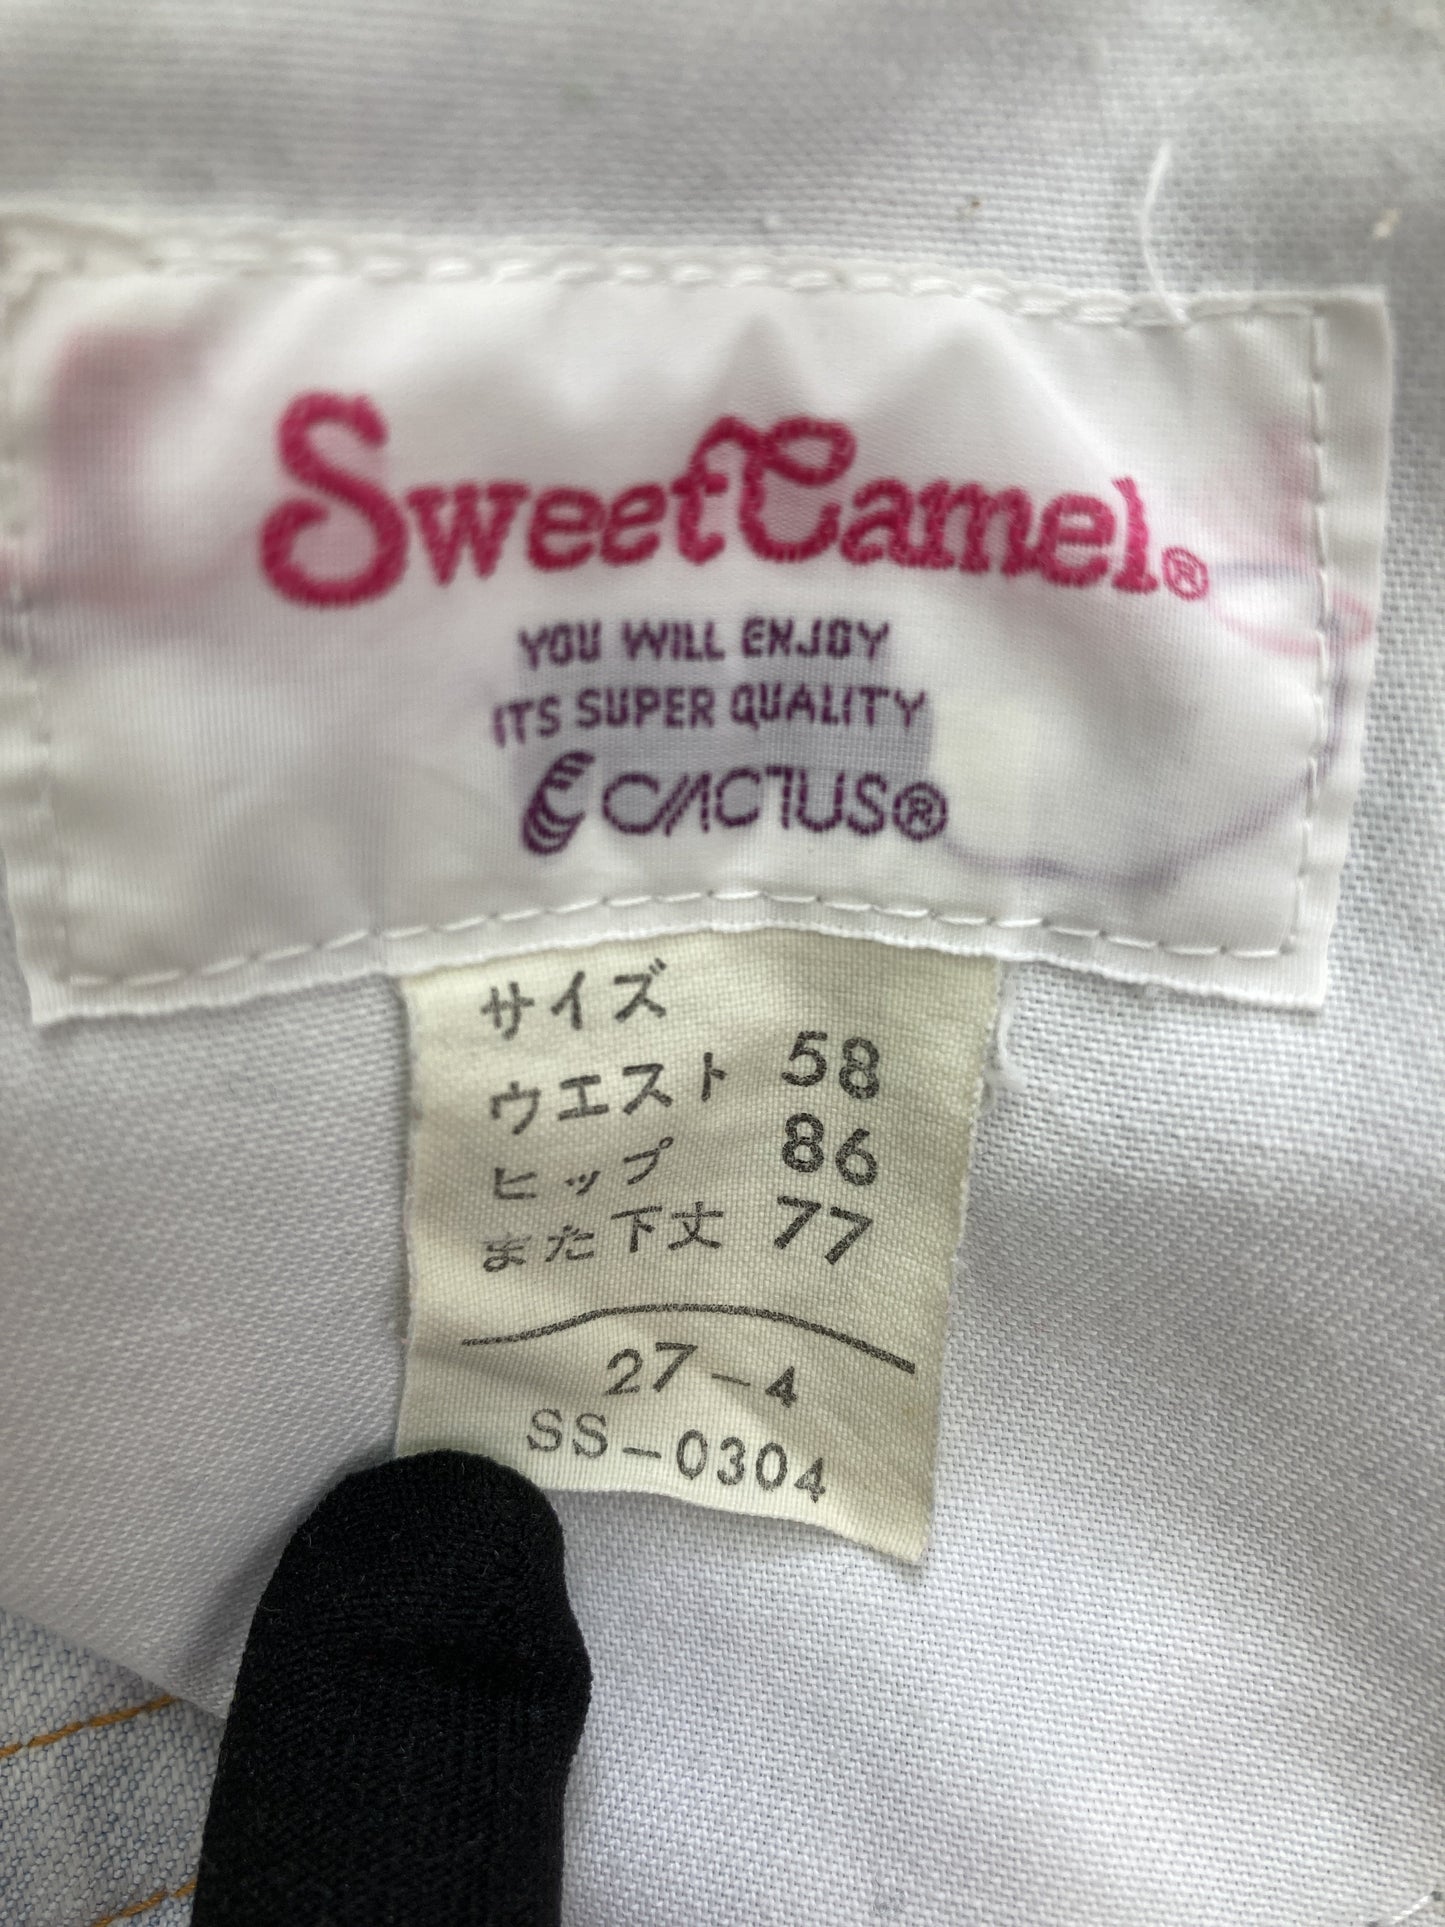 SweetCamel®
YOU WILL ENJOY
ITS SUPER QUALITY
CACTUS®
サイズ
ウエスト 58
ヒップ 86
また下丈 77
27-4
SS-0304